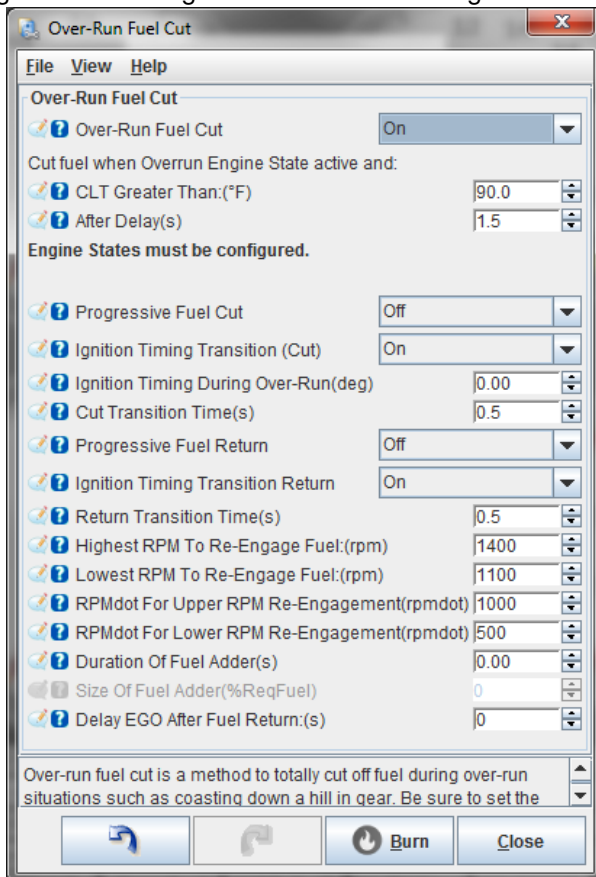 Over-Run Fuel Cut
File View Help
Over-Run Fuel Cut
Over-Run Fuel Cut On
Cut fuel when Overrun Engine State active and:
CLT Greater Than:(°F) 90.0
After Delay(s) 1.5
Engine States must be configured.
Progressive Fuel Cut Off
Ignition Timing Transition (Cut) On
Ignition Timing During Over-Run(deg) 0.00
Cut Transition Time(s) 0.5
Progressive Fuel Return Off
Ignition Timing Transition Return On
Return Transition Time(s) 0.5
Highest RPM To Re-Engage Fuel:(rpm) 1400
Lowest RPM To Re-Engage Fuel:(rpm) 1100
RPMdot For Upper RPM Re-Engagement(rpmdot) 1000
RPMdot For Lower RPM Re-Engagement(rpmdot) 500
Duration Of Fuel Adder(s) 0.00
Size Of Fuel Adder(%ReqFuel) 0
Delay EGO After Fuel Return:(s) 0
Over-run fuel cut is a method to totally cut off fuel during over-run
situations such as coasting down a hill in gear. Be sure to set the
Burn Close